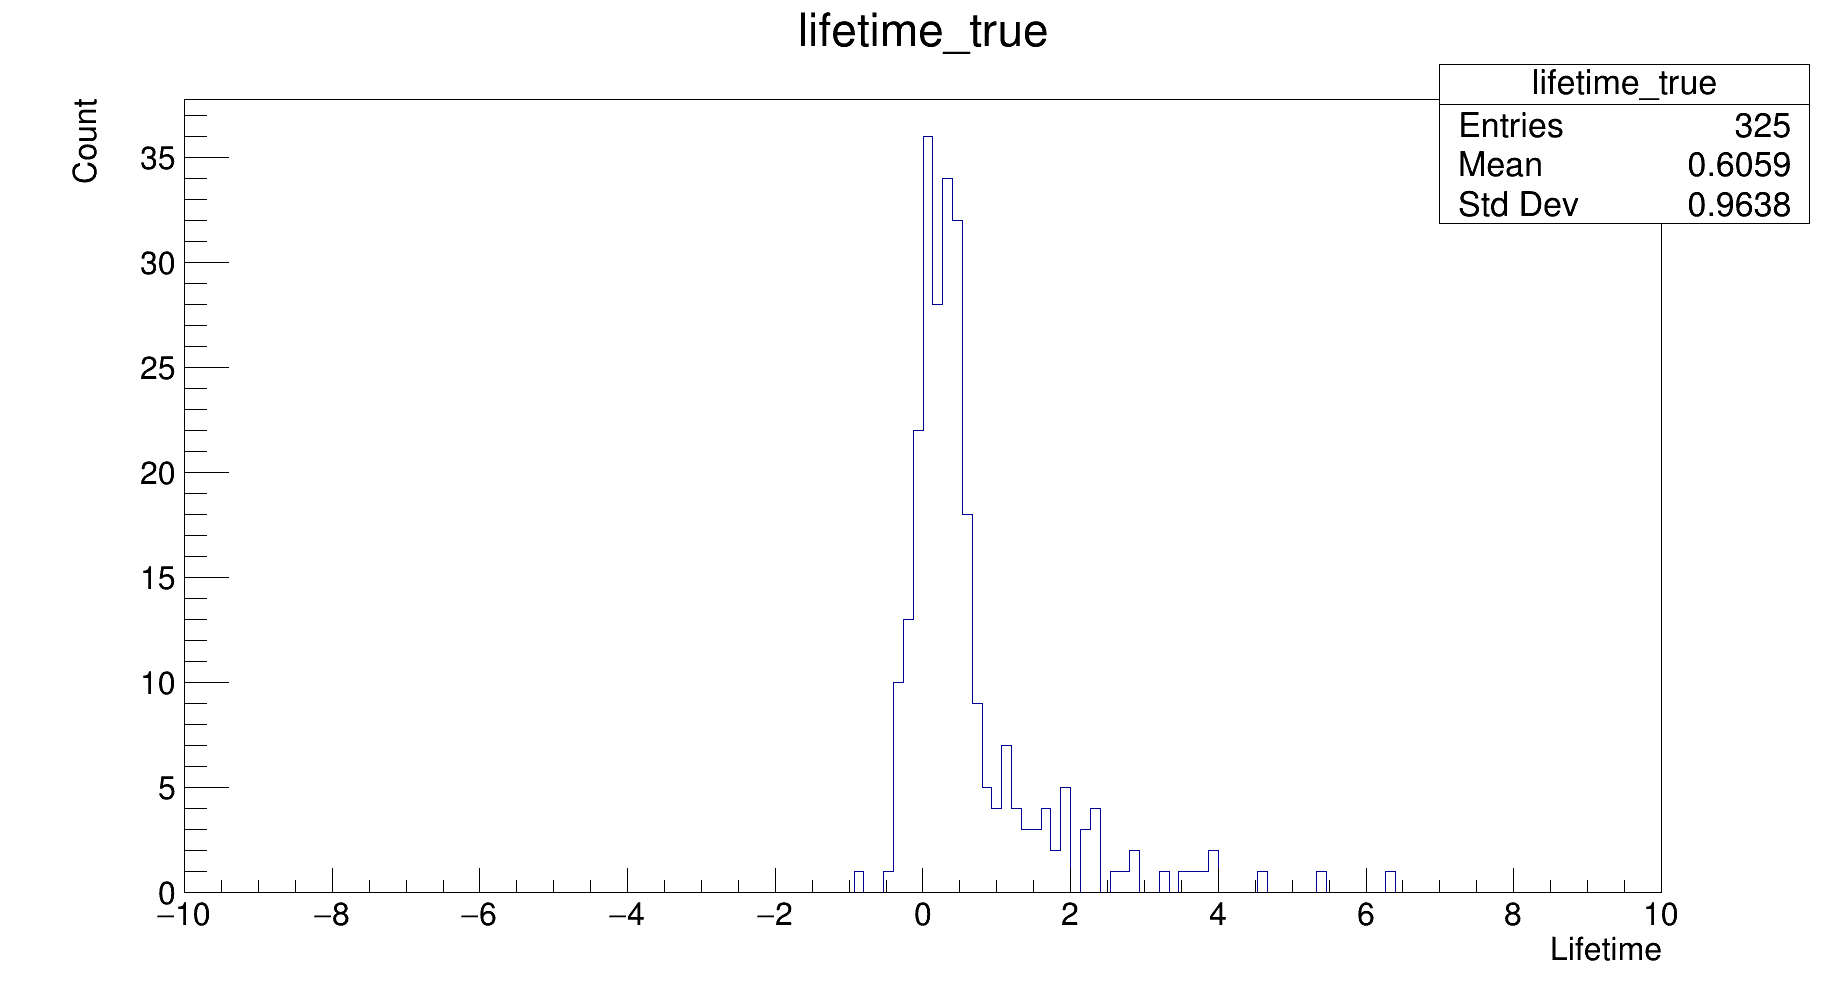 lifetime_true
lifetime_true
Entries 325
Mean 0.6059
Std Dev 0.9638
Count
35
30
25
20
15
10
5
0
−10 −8 −6 −4 −2 0 2 4 6 8 10
Lifetime